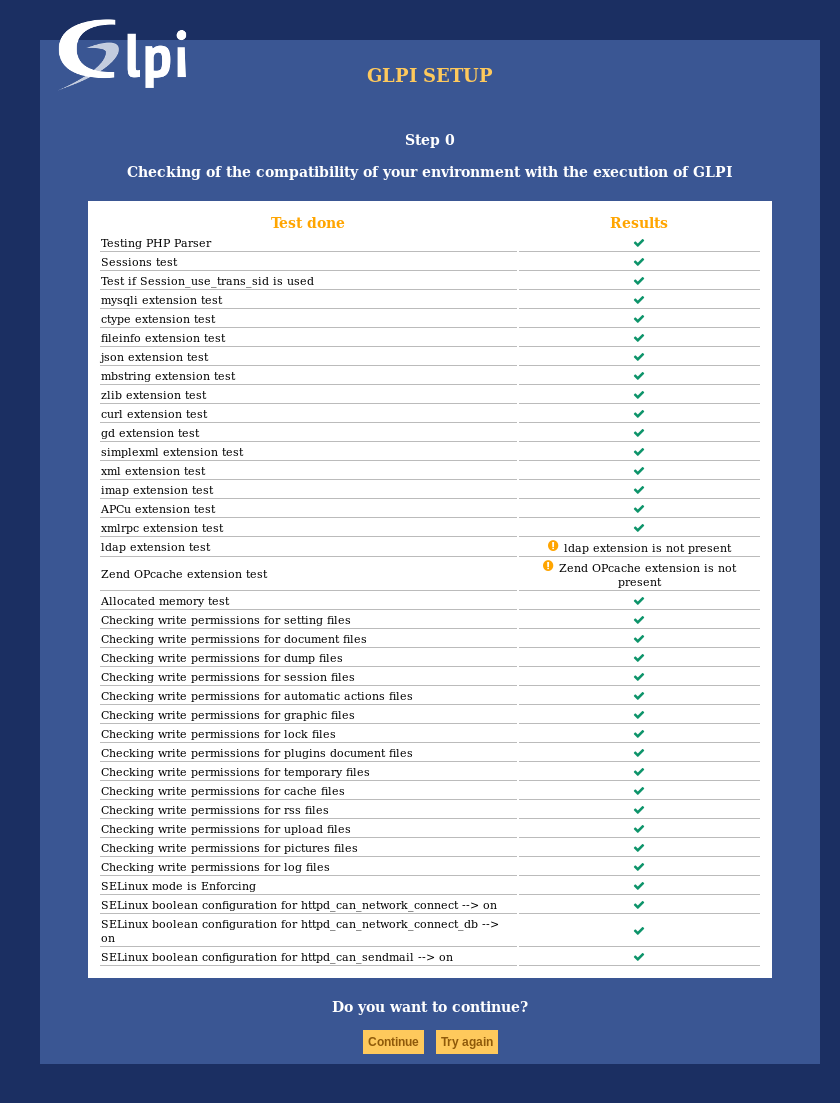 Glpi
GLPI SETUP
Step 0
Checking of the compatibility of your environment with the execution of GLPI
Test done Results
Testing PHP Parser
Sessions test
Test if Session_use_trans_sid is used
mysqli extension test
ctype extension test
fileinfo extension test
json extension test
mbstring extension test
zlib extension test
curl extension test
gd extension test
simplexml extension test
xml extension test
imap extension test
APCu extension test
xmlrpc extension test
ldap extension test ldap extension is not present
Zend OPcache extension test Zend OPcache extension is not
present
Allocated memory test
Checking write permissions for setting files
Checking write permissions for document files
Checking write permissions for dump files
Checking write permissions for session files
Checking write permissions for automatic actions files
Checking write permissions for graphic files
Checking write permissions for lock files
Checking write permissions for plugins document files
Checking write permissions for temporary files
Checking write permissions for cache files
Checking write permissions for rss files
Checking write permissions for upload files
Checking write permissions for pictures files
Checking write permissions for log files
SELinux mode is Enforcing
SELinux boolean configuration for httpd_can_network_connect --> on
SELinux boolean configuration for httpd_can_network_connect_db -->
on
SELinux boolean configuration for httpd_can_sendmail --> on
Do you want to continue?
Continue Try again